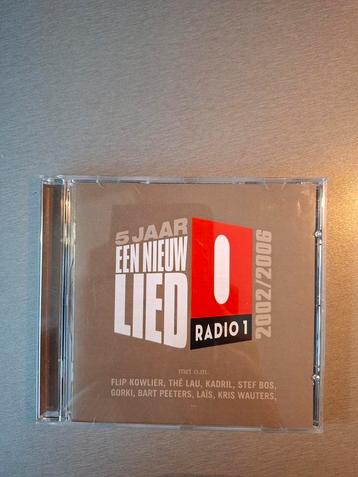 5 JAAR
EEN NIEUW
LIED
RADIO 1
2002/2006
met o.m.
FLIP KOWLIER, THÉ LAU, KADRIL, STEF BOS,
GORKI, BART PEETERS, LAÏS, KRIS WAUTERS,
...